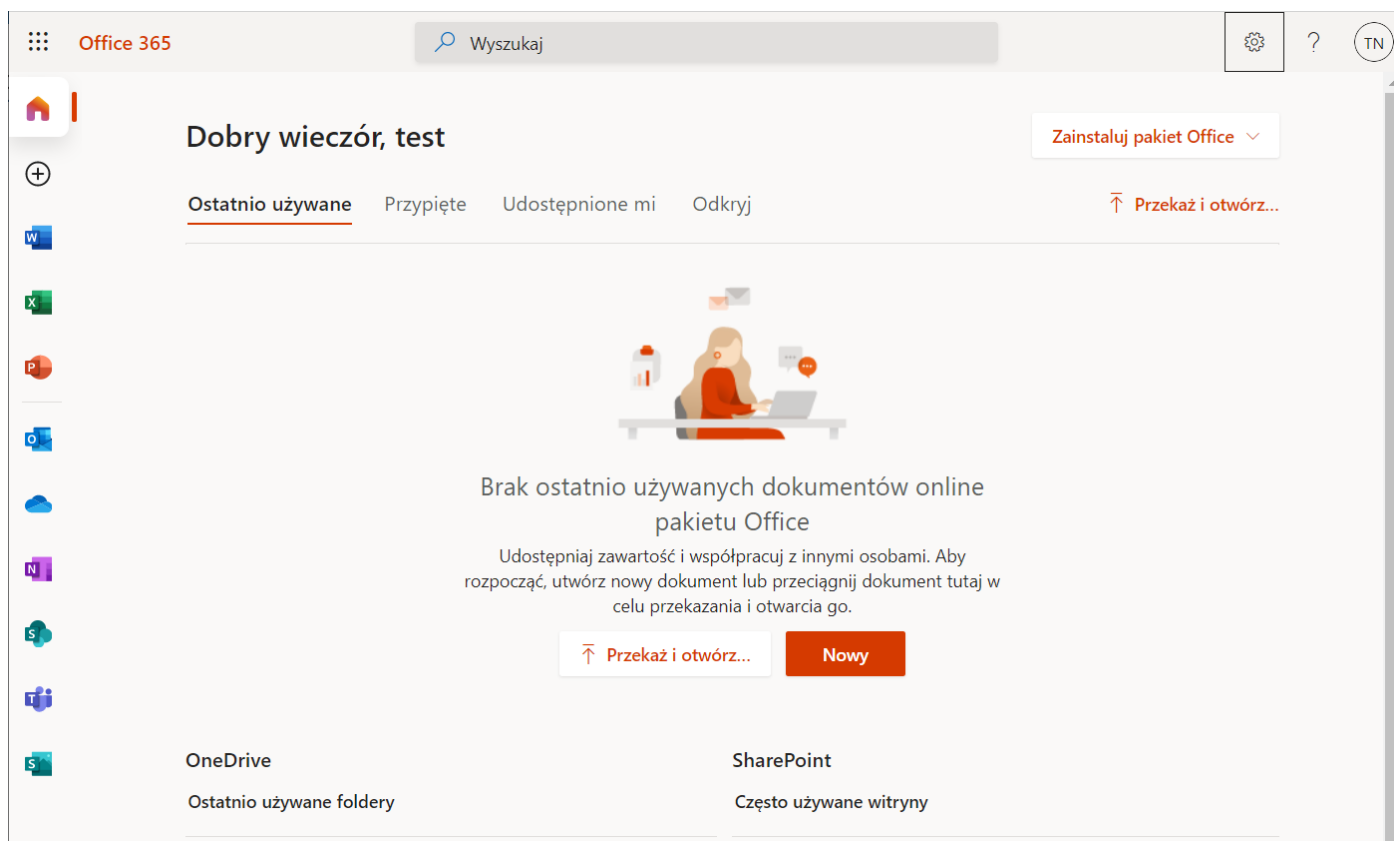 Office 365
Wyszukaj
?
TN
Dobry wieczór, test
Zainstaluj pakiet Office
Ostatnio używane Przypięte Udostępnione mi Odkryj
Przekaż i otwórz...
W
X
P
O
N
S
T
S
Brak ostatnio używanych dokumentów online
pakietu Office
Udostępniaj zawartość i współpracuj z innymi osobami. Aby
rozpocząć, utwórz nowy dokument lub przeciągnij dokument tutaj w
celu przekazania i otwarcia go.
Przekaż i otwórz... Nowy
OneDrive
Ostatnio używane foldery
SharePoint
Często używane witryny